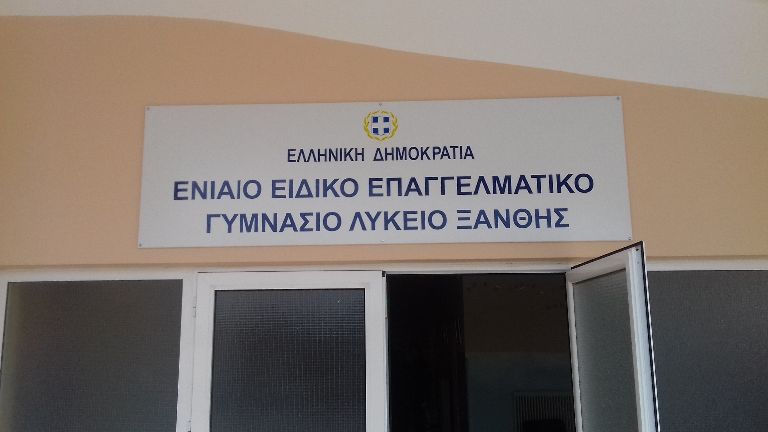 ΕΛΛΗΝΙΚΗ ΔΗΜΟΚΡΑΤΙΑ
ΕΝΙΑΙΟ ΕΙΔΙΚΟ ΕΠΑΓΓΕΛΜΑΤΙΚΟ
ΓΥΜΝΑΣΙΟ ΛΥΚΕΙΟ ΞΑΝΘΗΣ